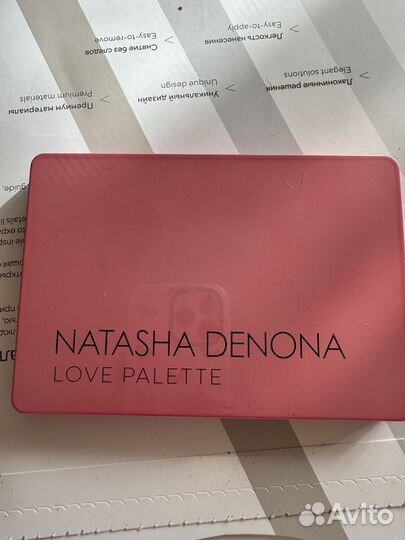 Легкость нанесения
Easy-to-apply
Снятие без следов
Easy-to-remove
Лаконичные решения
Elegant solutions
Уникальный дизайн
Unique design
Премиум материалы
Premium materials
NATASHA DENONA
LOVE PALETTE
Avito